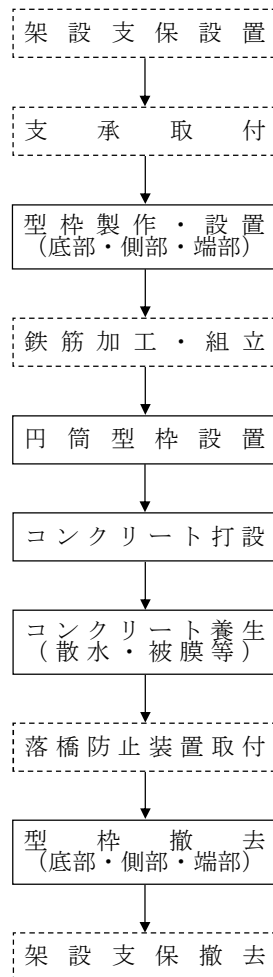 架設支保設置
支承取付
型枠製作・設置
(底部・側部・端部)
鉄筋加工・組立
円筒型枠設置
コンクリート打設
コンクリート養生
(散水・被膜等)
落橋防止装置取付
型枠撤去
(底部・側部・端部)
架設支保撤去